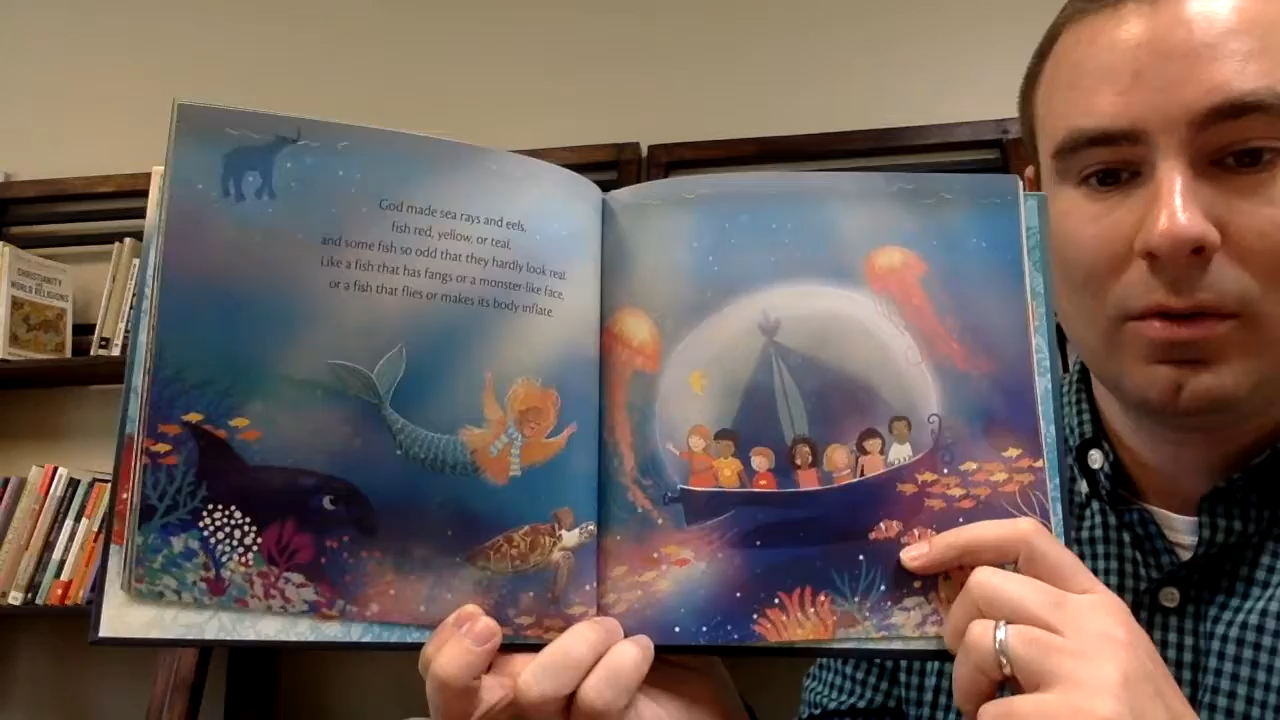 God made sea rays and eels,
fish red, yellow, or teal,
and some fish so odd that they hardly look real.
Like a fish that has fangs or a monster-like face,
or a fish that flies or makes its body inflate.
CHRISTIANITY
WORLD RELIGIONS